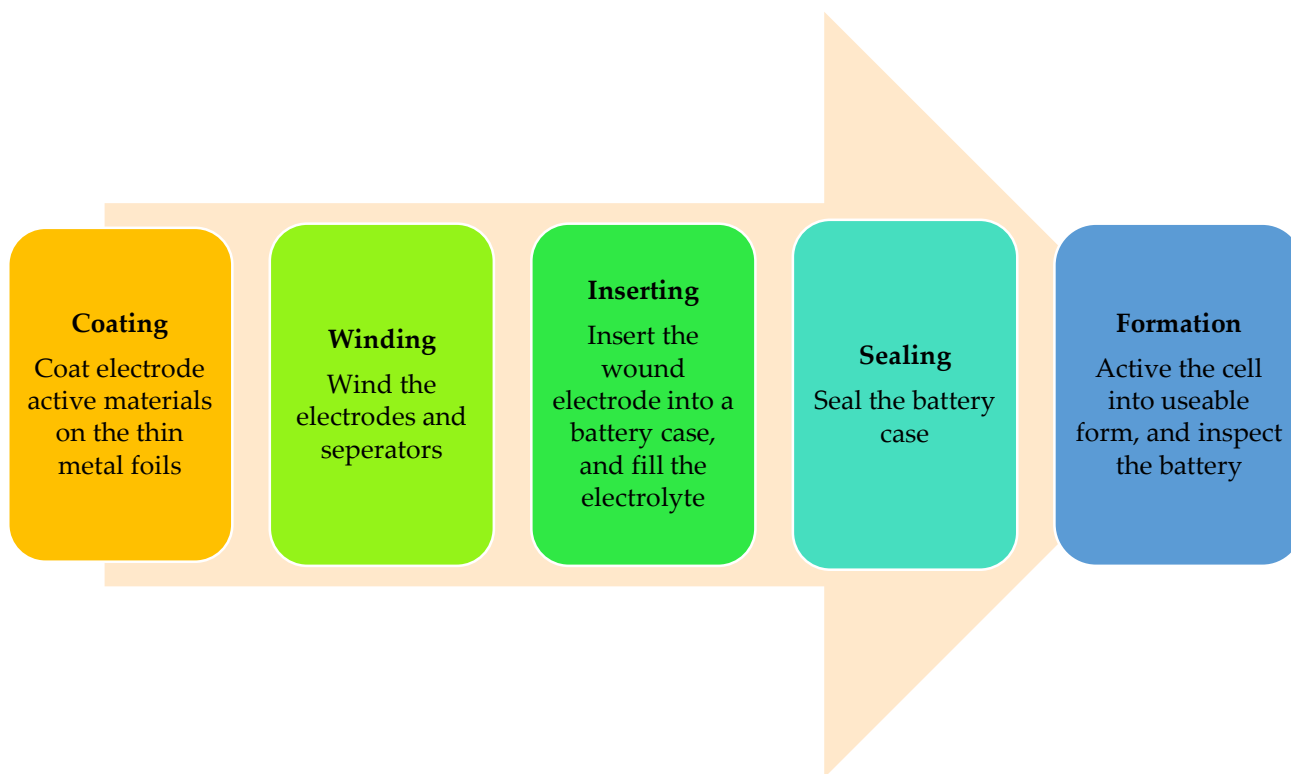 Coating
Coat electrode
active materials
on the thin
metal foils
Winding
Wind the
electrodes and
seperators
Inserting
Insert the
wound
electrode into a
battery case,
and fill the
electrolyte
Sealing
Seal the battery
case
Formation
Active the cell
into useable
form, and inspect
the battery